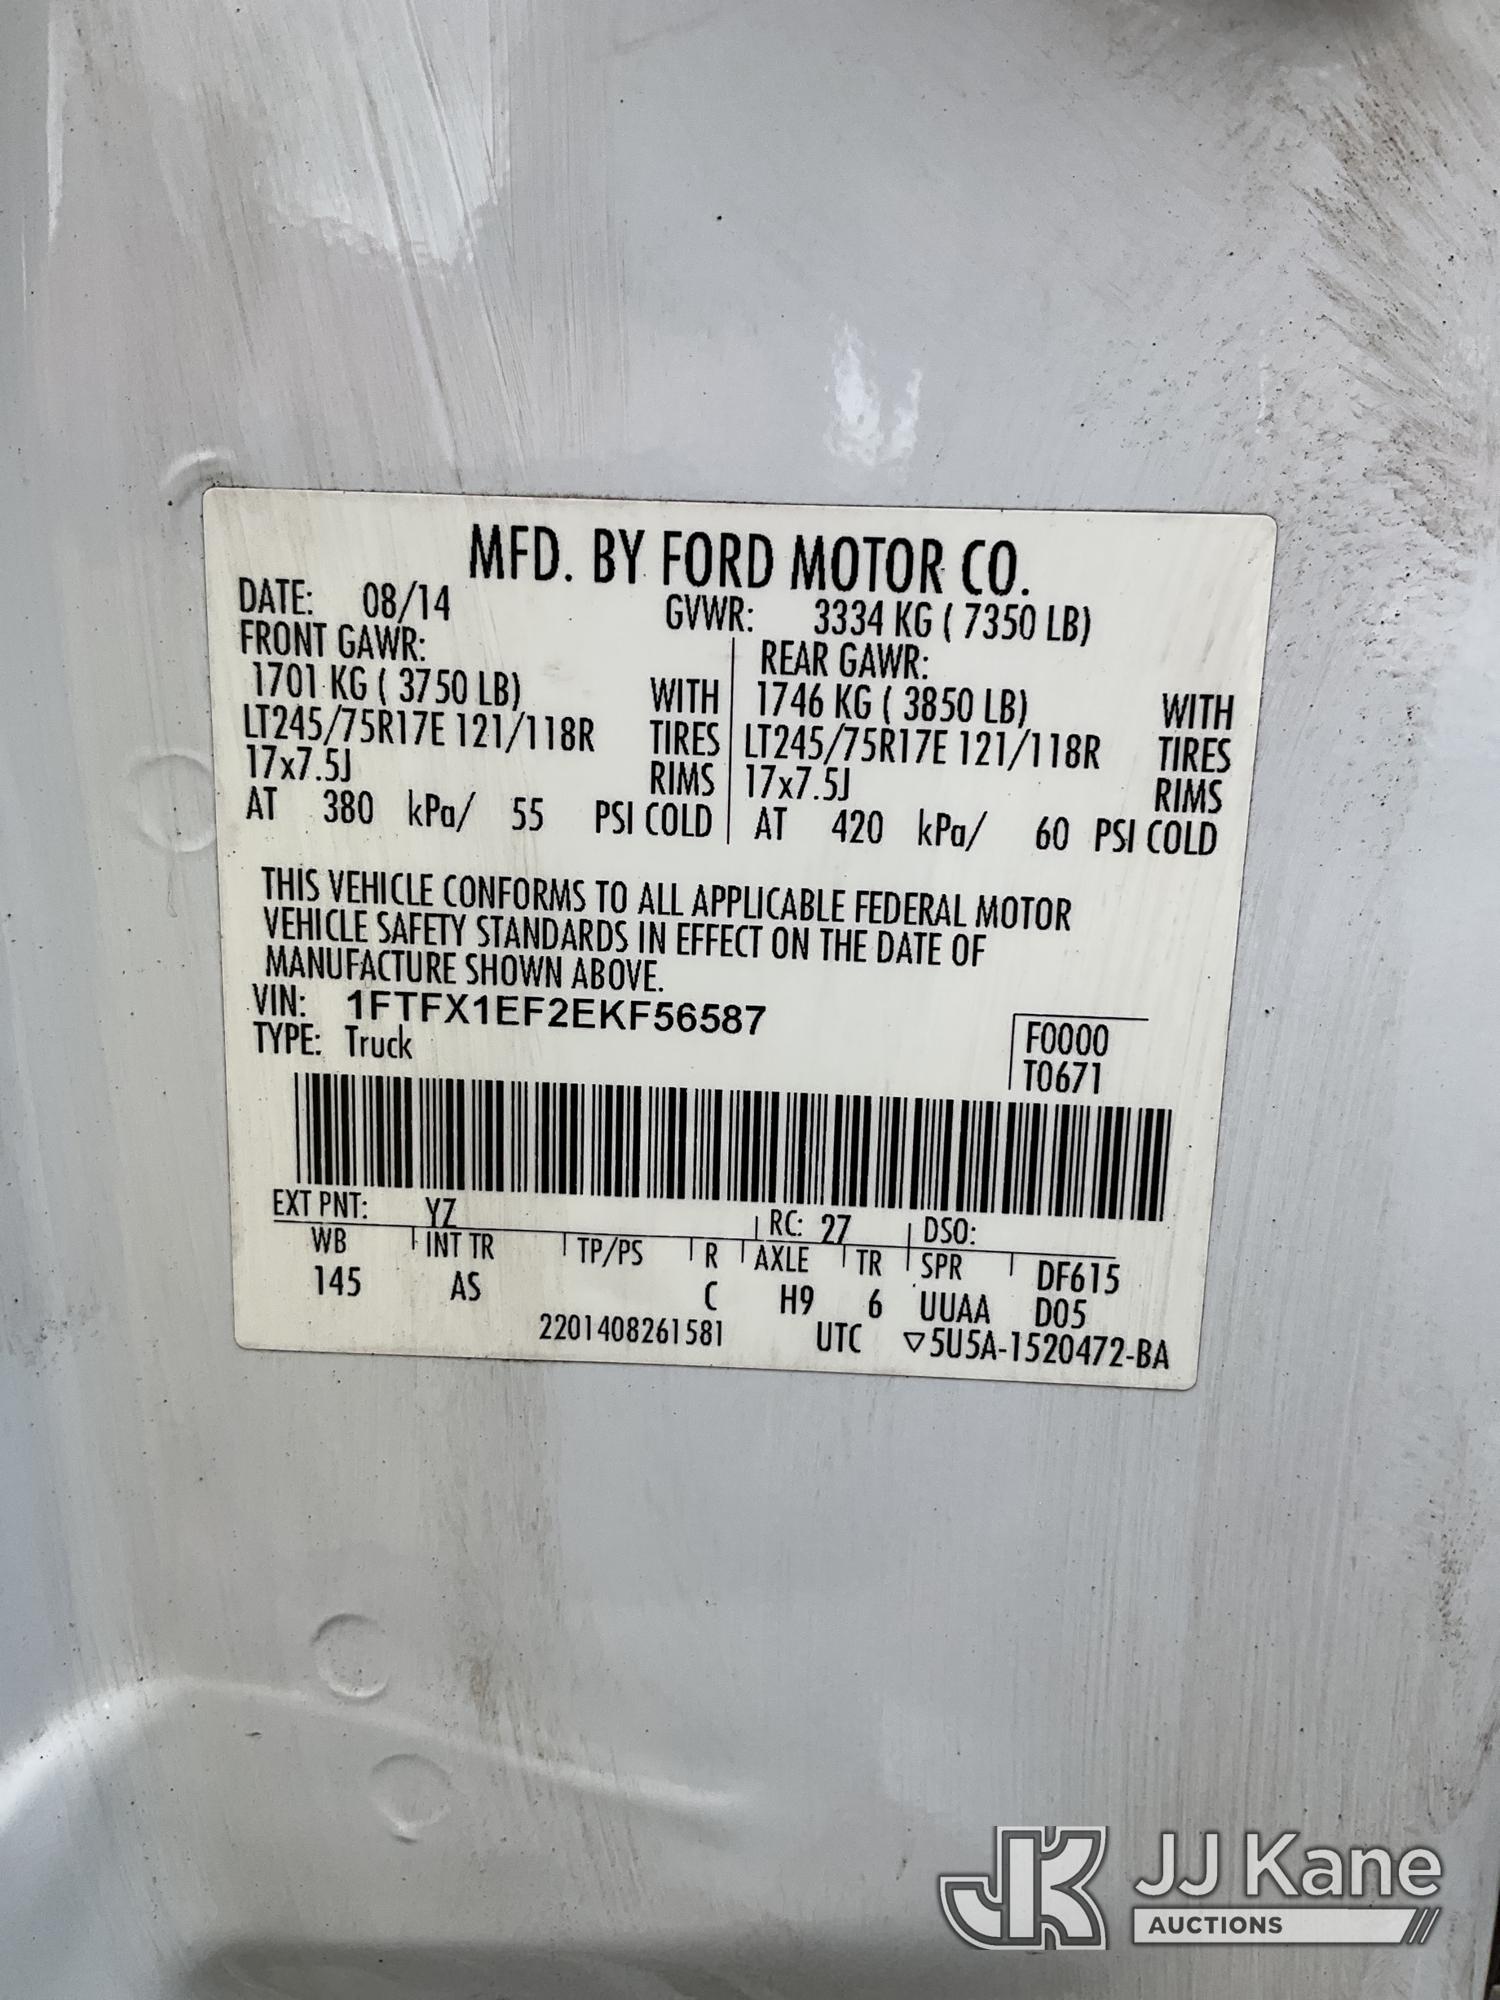 MFD. BY FORD MOTOR CO.
DATE: 08/14 GVWR: 3334 KG ( 7350 LB)
FRONT GAWR: REAR GAWR:
1701 KG ( 3750 LB) WITH 1746 KG ( 3850 LB) WITH
LT245/75R17E 121/118R TIRES LT245/75R17E 121/118R TIRES
17x7.5J RIMS 17x7.5J RIMS
AT 380 kPa/ 55 PSI COLD AT 420 kPa/ 60 PSI COLD
THIS VEHICLE CONFORMS TO ALL APPLICABLE FEDERAL MOTOR
VEHICLE SAFETY STANDARDS IN EFFECT ON THE DATE OF
MANUFACTURE SHOWN ABOVE.
VIN: 1FTFX1EF2EKF56587
TYPE: Truck
F0000
T0671
EXT PNT: YZ RC: 27 DSO:
WB INT TR TP/PS R AXLE TR SPR DF615
145 AS C H9 6 UUAA D05
2201408261581 UTC ▽5U5A-1520472-BA
JK JJ Kane
AUCTIONS